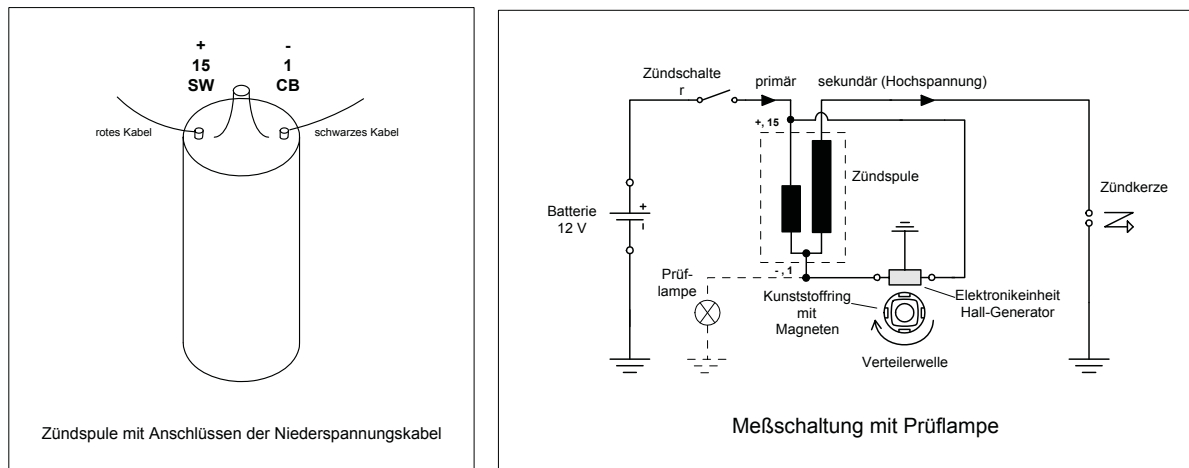 + -
15 1
SW CB
rotes Kabel schwarzes Kabel
Zündspule mit Anschlüssen der Niederspannungskabel
Zündschalte
r
primär sekundär (Hochspannung)
+, 15
Zündspule
Zündkerze
Batterie
12 V
+
-
- , 1
Prüf-
lampe
Kunststoffring
mit
Magneten
Elektronikeinheit
Hall-Generator
Verteilerwelle
Meßschaltung mit Prüflampe